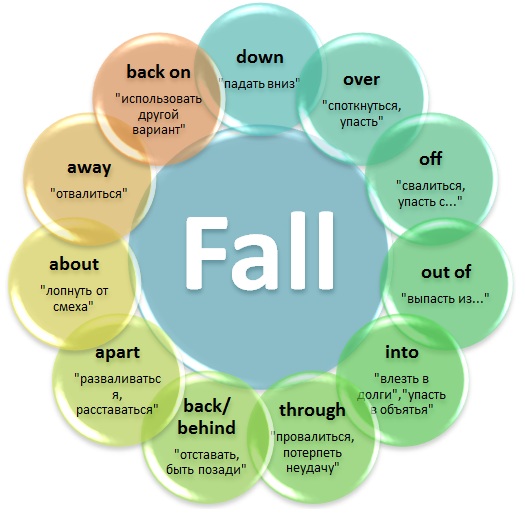 Fall
down
"падать вниз"
over
"споткнуться,
упасть"
off
"свалиться,
упасть с..."
out of
"выпасть из..."
into
"влезть в
долги","упасть
в объятья"
through
"провалиться,
потерпеть
неудачу"
back/
behind
"отставать,
быть позади"
apart
"разваливатьс
я,
расставаться"
about
"лопнуть от
смеха"
away
"отвалиться"
back on
"использовать
другой
вариант"